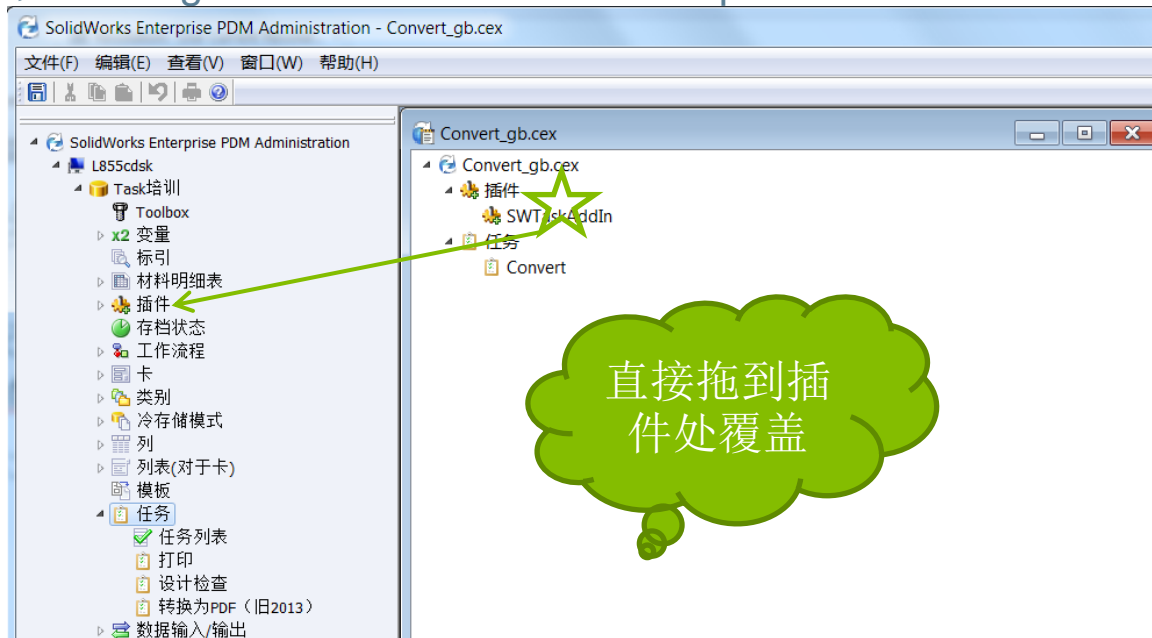 SolidWorks Enterprise PDM Administration - Convert_gb.cex
文件(F) 编辑(E) 查看(V) 窗口(W) 帮助(H)
SolidWorks Enterprise PDM Administration
L855cdsk
Task培训
Toolbox
x2 变量
标引
材料明细表
插件
存档状态
工作流程
卡
类别
冷存储模式
列
列表(对于卡)
模板
任务
任务列表
打印
设计检查
转换为PDF（旧2013）
数据输入/输出
Convert_gb.cex
Convert_gb.cex
插件
SWTaskAddIn
任务
Convert
直接拖到插
件处覆盖